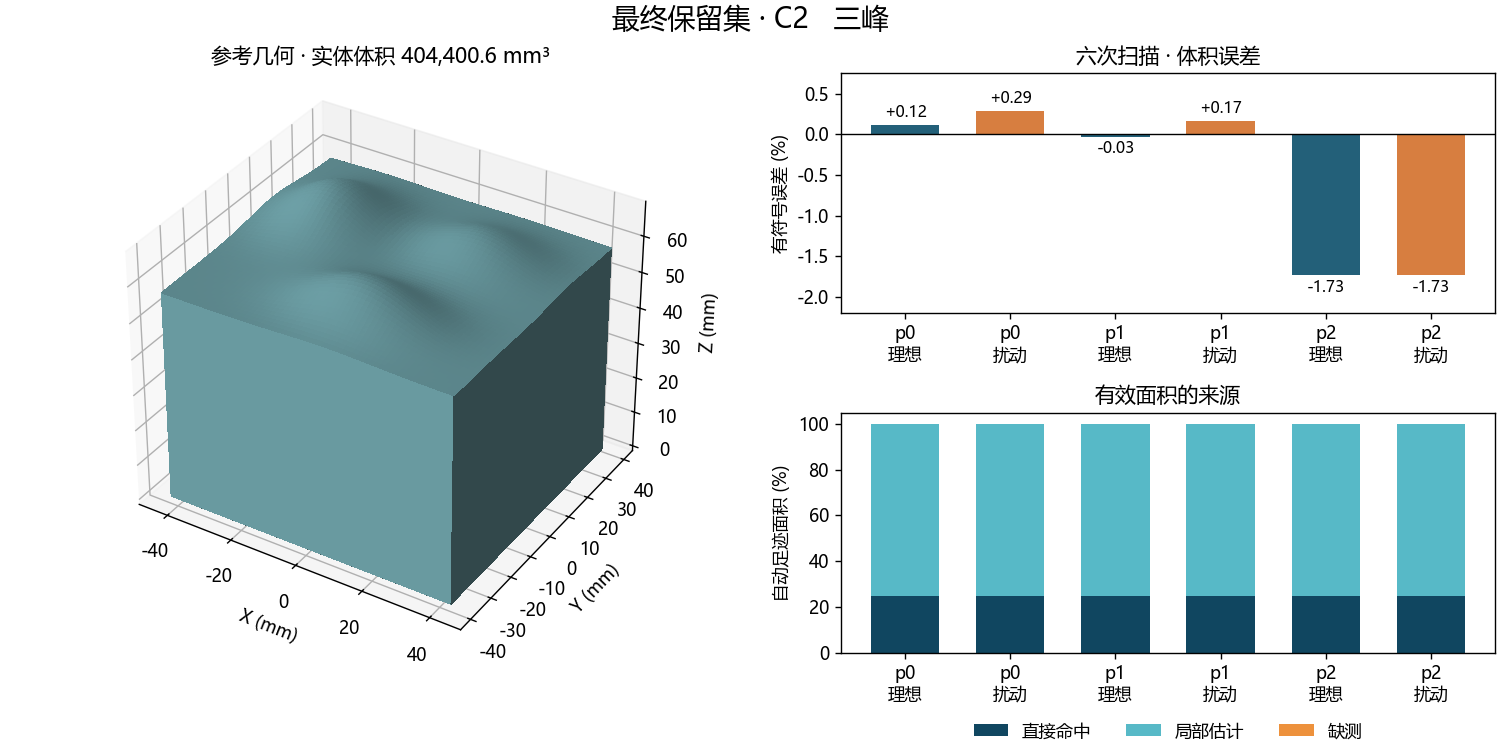 最终保留集 · C2 三峰
参考几何 · 实体体积 404,400.6 mm³
60
50
40
30
20
10
0
Z (mm)
-40
-20
0
20
40
X (mm)
40
30
20
10
0
-10
-20
-30
-40
Y (mm)
六次扫描 · 体积误差
有符号误差 (%)
0.5
0.0
-0.5
-1.0
-1.5
-2.0
+0.12
+0.29
-0.03
+0.17
-1.73
-1.73
p0 p0 p1 p1 p2 p2
理想 扰动 理想 扰动 理想 扰动
有效面积的来源
自动足迹面积 (%)
100
80
60
40
20
0
p0 p0 p1 p1 p2 p2
理想 扰动 理想 扰动 理想 扰动
直接命中 局部估计 缺测